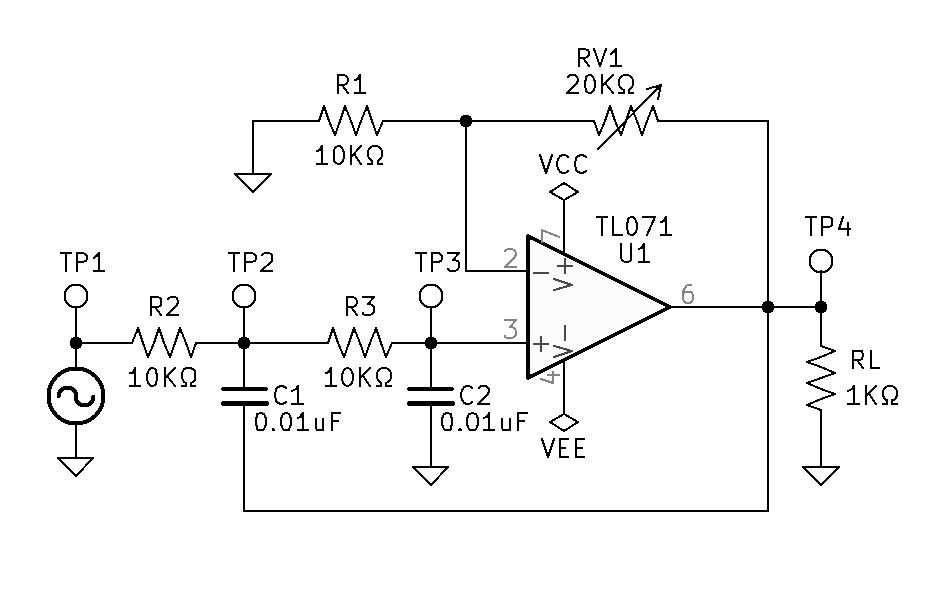 RV1
20KΩ
R1
10KΩ
VCC
7
TL071
U1
TP4
TP1
TP2
TP3
2
−
V+
6
R2
R3
3
+
V−
10KΩ
10KΩ
4
C1
0.01uF
C2
0.01uF
RL
1KΩ
VEE